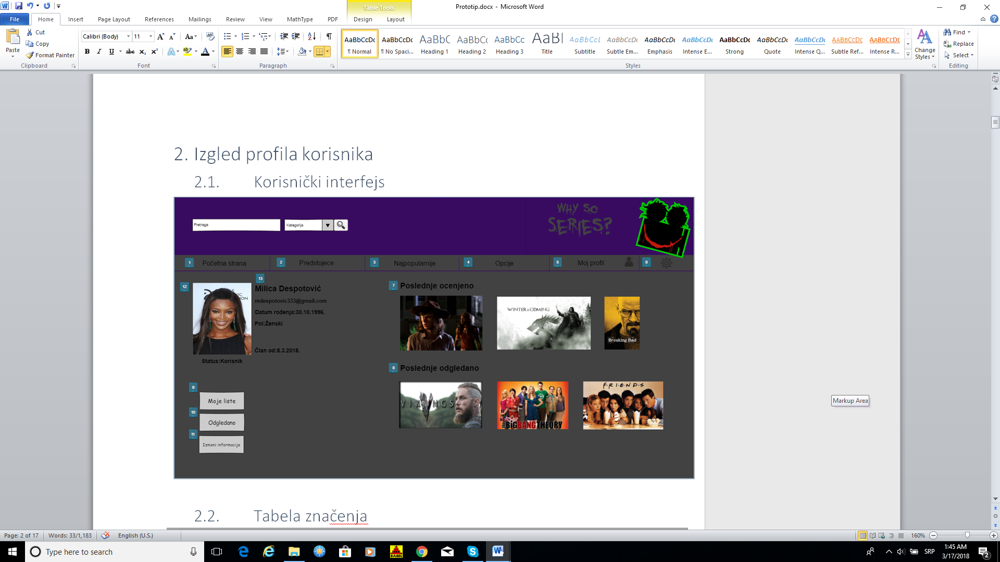 Prototip.docx - Microsoft Word
Table Tools
File Home Insert Page Layout References Mailings Review View MathType PDF Design Layout
Paste
Cut
Copy
Format Painter
Clipboard
Calibri (Body) 11
Font
Paragraph
AaBbCcDc AaBbCcDc AaBbC AaBbCc AaBbCc AaBl AaBbCcl AaBbCcDc AaBbCcDc AaBbCcDc AaBbCcDc AaBbCcDc AaBbCcDc AABBCCDE AABBCCDE
¶ Normal ¶ No Spaci... Heading 1 Heading 2 Heading 3 Title Subtitle Subtle Em... Emphasis Intense E... Strong Quote Intense Q... Subtle Ref... Intense R...
Styles
Change Styles
Find
Replace
Select
Editing
2. Izgled profila korisnika
2.1. Korisnički interfejs
Pretraga
Kategorija
WHY SO
SERIES?
1 Početna strana 2 Predstojece 3 Najpopularnije 4 Opcije 5 Moj profil 6
12
13
Milica Despotović
mdespotovic333@gmail.com
Datum rođenja:30.10.1996.
Pol:Ženski
Član od:8.3.2018.
Status:Korisnik
7 Poslednje ocenjeno
WINTER IS COMING
Breaking Bad
8 Poslednje odgledano
VIKINGS
the BIGBANG THEORY
F·R·I·E·N·D·S
9
Moje liste
10
Odgledano
11
Izmeni informacije
Markup Area
2.2. Tabela značenja
Page: 2 of 17 Words: 33/1,183 English (U.S.) 160%
Type here to search
BABEL
SRP
1:45 AM
3/17/2018
2